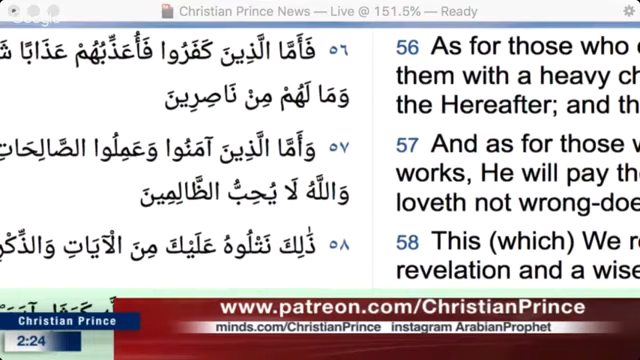 Christian Prince News — Live @ 151.5% — Ready
Google
٥٦ فَأَمَّا الَّذِينَ كَفَرُوا فَأُعَذِّبُهُمْ عَذَابًا
وَمَا لَهُمْ مِنْ نَاصِرِينَ
٥٧ وَأَمَّا الَّذِينَ آمَنُوا وَعَمِلُوا الصَّالِحَاتِ
وَاللَّهُ لَا يُحِبُّ الظَّالِمِينَ
٥٨ ذَٰلِكَ نَتْلُوهُ عَلَيْكَ مِنَ الْآيَاتِ وَالذِّكْرِ
56 As for those who
them with a heavy ch
the Hereafter; and th
57 And as for those w
works, He will pay the
loveth not wrong-doe
58 This (which) We re
revelation and a wise
www.patreon.com/ChristianPrince
Christian Prince
minds.com/ChristianPrince instagram ArabianProphet
2:24